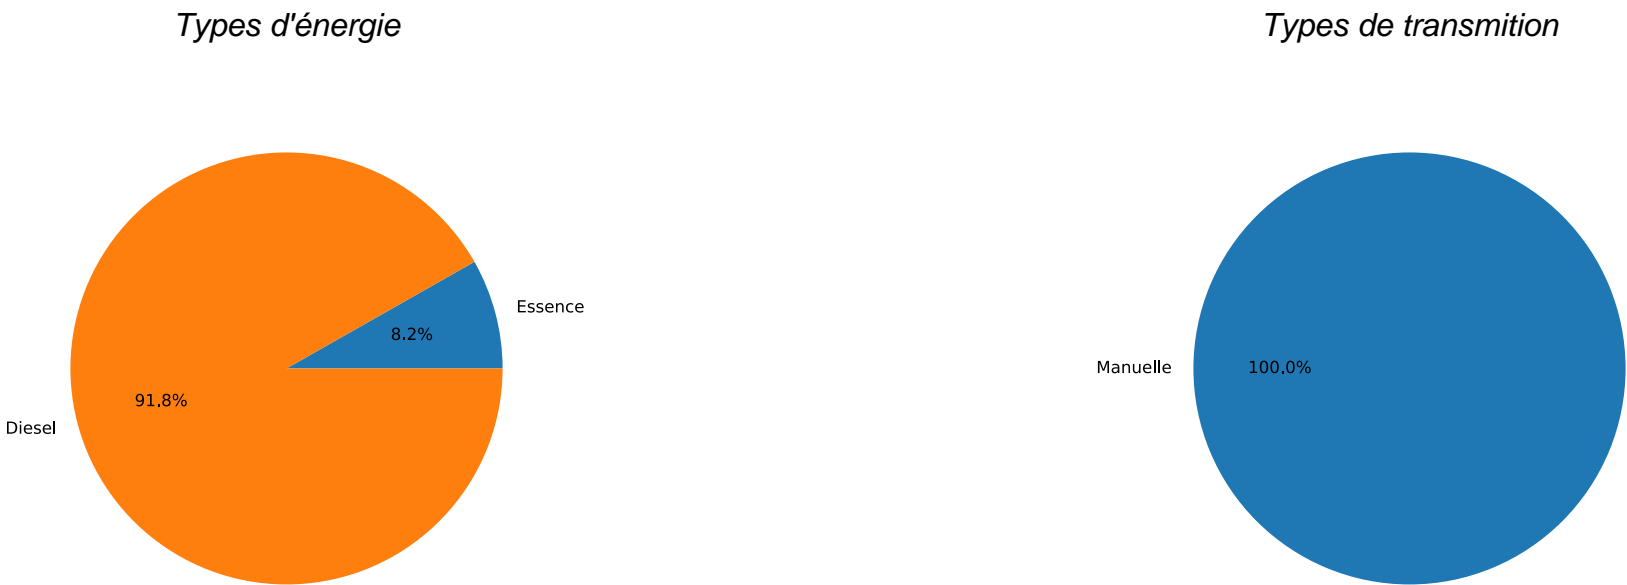 Types d'énergie
Essence
8.2%
91.8%
Diesel
Types de transmition
Manuelle
100.0%